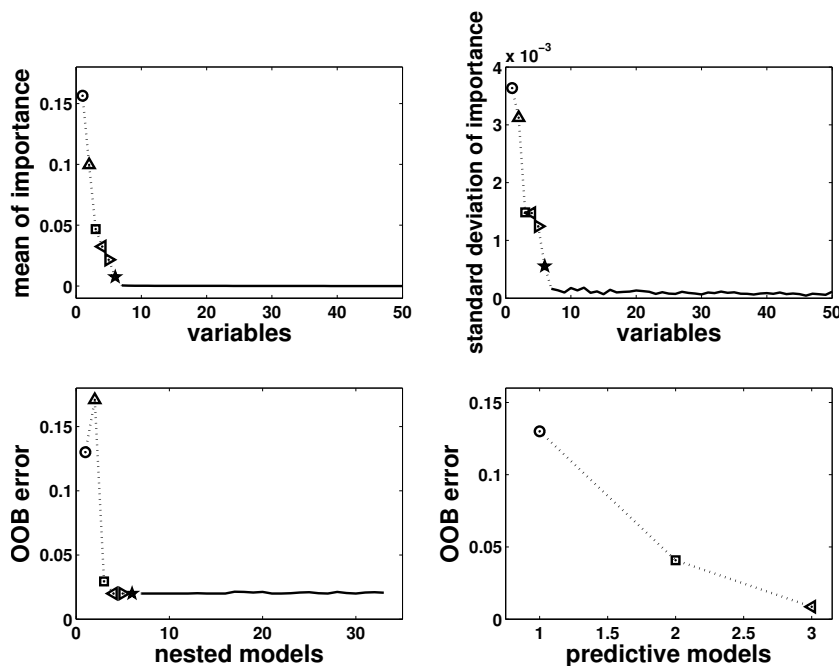 mean of importance
0.15
0.1
0.05
0
0 10 20 30 40 50
variables
standard deviation of importance
x 10⁻³
4
3
2
1
0
0 10 20 30 40 50
variables
OOB error
0.15
0.1
0.05
0
0 10 20 30
nested models
OOB error
0.15
0.1
0.05
0
1 1.5 2 2.5 3
predictive models